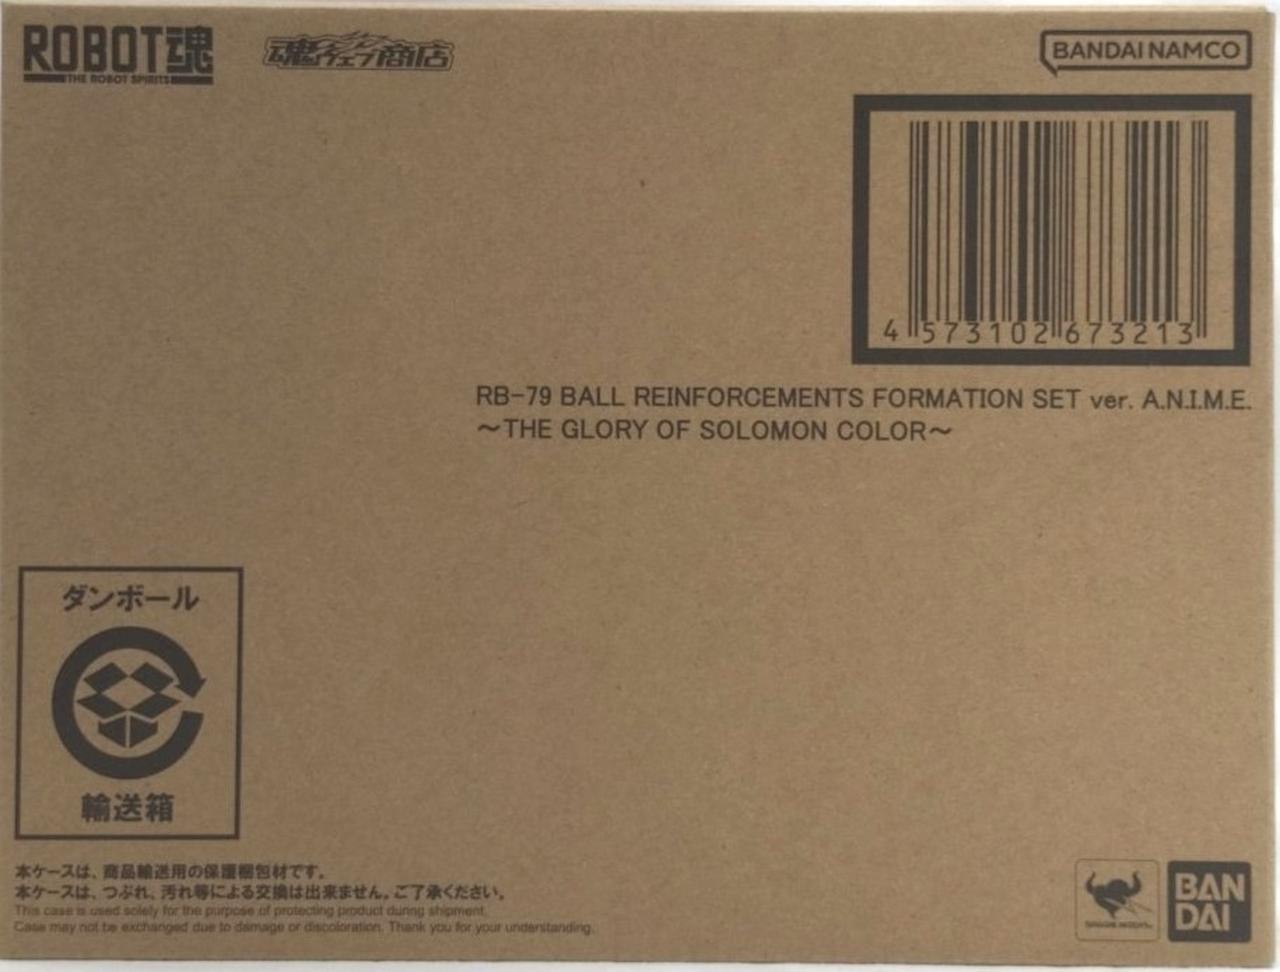 ROBOT魂
THE ROBOT SPIRITS
魂ウェブ商店
BANDAI NAMCO
4 573102 673213
RB-79 BALL REINFORCEMENTS FORMATION SET ver. A.N.I.M.E.
～THE GLORY OF SOLOMON COLOR～
ダンボール
輸送箱
本ケースは、商品輸送用の保護梱包材です。
本ケースは、つぶれ、汚れ等による交換は出来ません。ご了承ください。
This case is used solely for the purpose of protecting product during shipment.
Case may not be exchanged due to damage or discoloration. Thank you for your understanding.
BAN
DAI